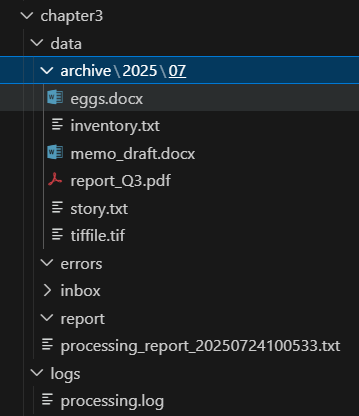 chapter3
data
archive\2025\07
eggs.docx
inventory.txt
memo_draft.docx
report_Q3.pdf
story.txt
tiffile.tif
errors
inbox
report
processing_report_20250724100533.txt
logs
processing.log